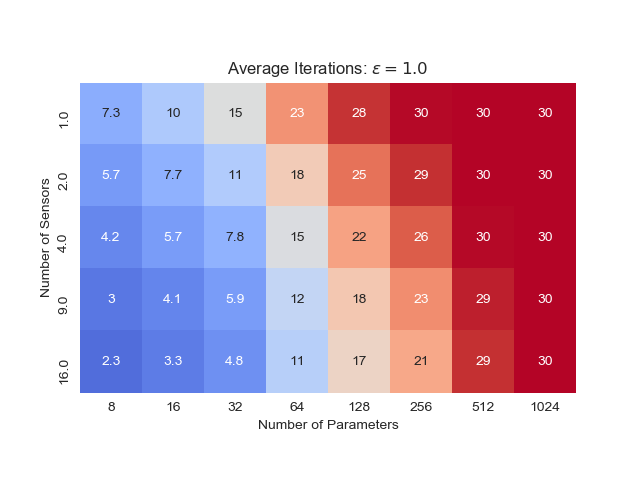 Average Iterations: ε = 1.0
Number of Sensors
1.0 7.3 10 15 23 28 30 30 30
2.0 5.7 7.7 11 18 25 29 30 30
4.0 4.2 5.7 7.8 15 22 26 30 30
9.0 3 4.1 5.9 12 18 23 29 30
16.0 2.3 3.3 4.8 11 17 21 29 30
8 16 32 64 128 256 512 1024
Number of Parameters